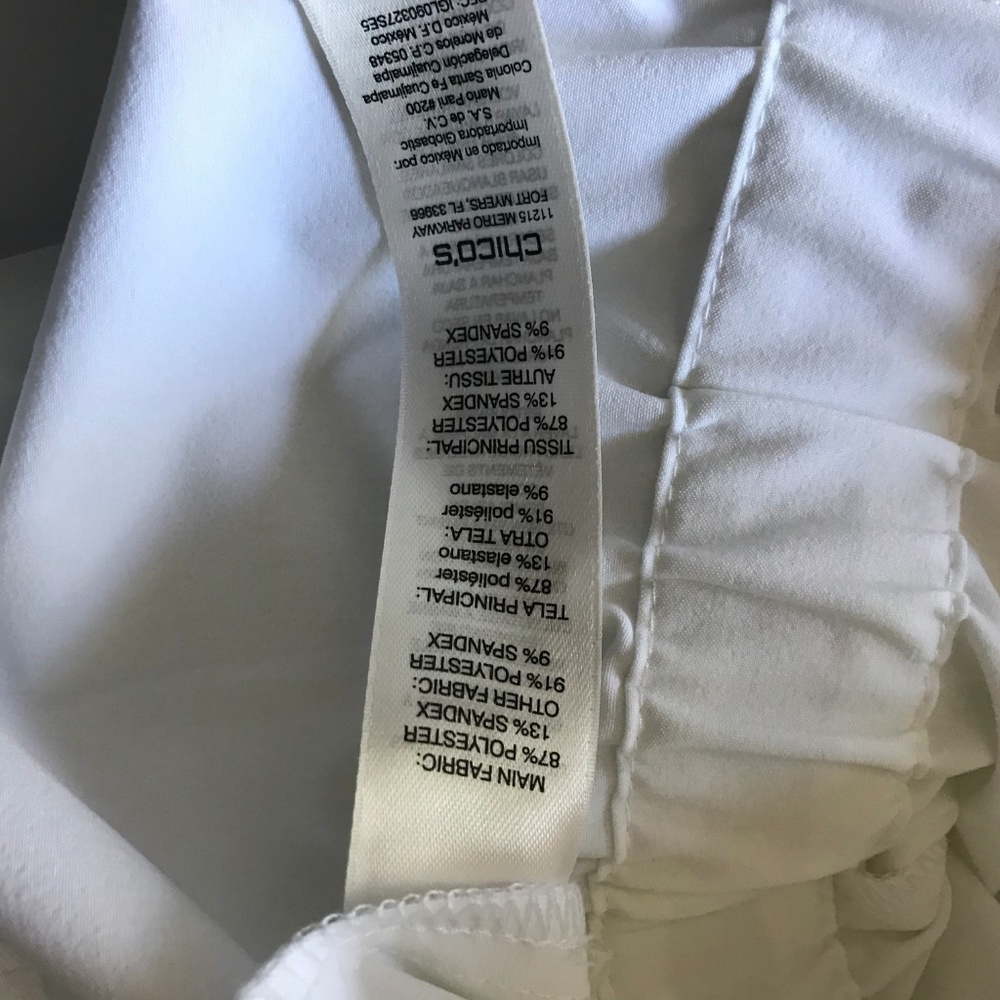 MAIN FABRIC:
87% POLYESTER
13% SPANDEX
OTHER FABRIC:
91% POLYESTER
9% SPANDEX
TELA PRINCIPAL:
87% poliéster
13% elastano
OTRA TELA:
91% poliéster
9% elastano
TISSU PRINCIPAL:
87% POLYESTER
13% SPANDEX
AUTRE TISSU:
91% POLYESTER
9% SPANDEX
chico's
11215 METRO PARKWAY
FORT MYERS, FL 33966
Importado en México por:
Importadora Globastic
S.A. de C.V.
Mario Pani #200
Colonia Santa Fe Cuajimalpa
Delegación Cuajimalpa
de Morelos C.P. 05348
México D.F. México
RFC: IGL090327SE5